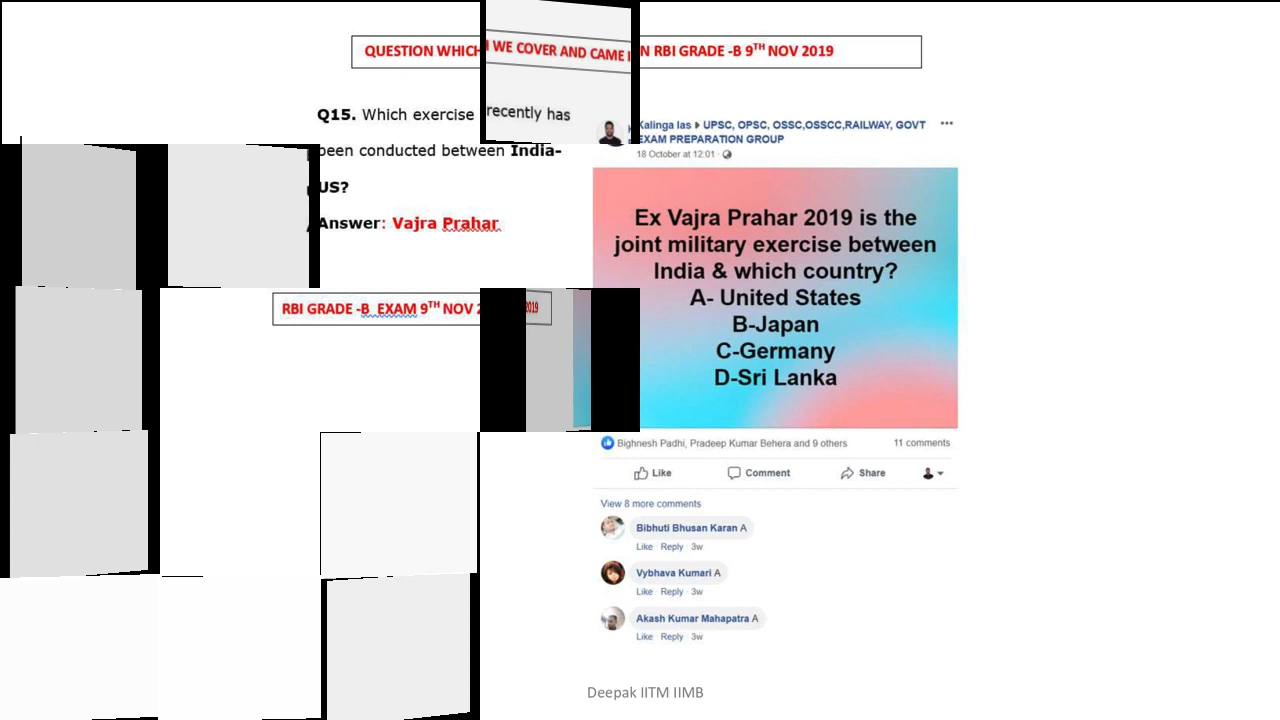 QUESTION WHICH WE COVER AND CAME IN RBI GRADE -B 9TH NOV 2019
Q15. Which exercise recently has
been conducted between India-
US?
Answer: Vajra Prahar
RBI GRADE -B EXAM 9TH NOV 2019
Kalinga Ias ▸ UPSC, OPSC, OSSC,OSSCC,RAILWAY, GOVT
EXAM PREPARATION GROUP
18 October at 12:01 ·
Ex Vajra Prahar 2019 is the
joint military exercise between
India & which country?
A- United States
B-Japan
C-Germany
D-Sri Lanka
Bighnesh Padhi, Pradeep Kumar Behera and 9 others 11 comments
Like Comment Share
View 8 more comments
Bibhuti Bhusan Karan A
Like · Reply · 3w
Vybhava Kumari A
Like · Reply · 3w
Akash Kumar Mahapatra A
Like · Reply · 3w
Deepak IITM IIMB